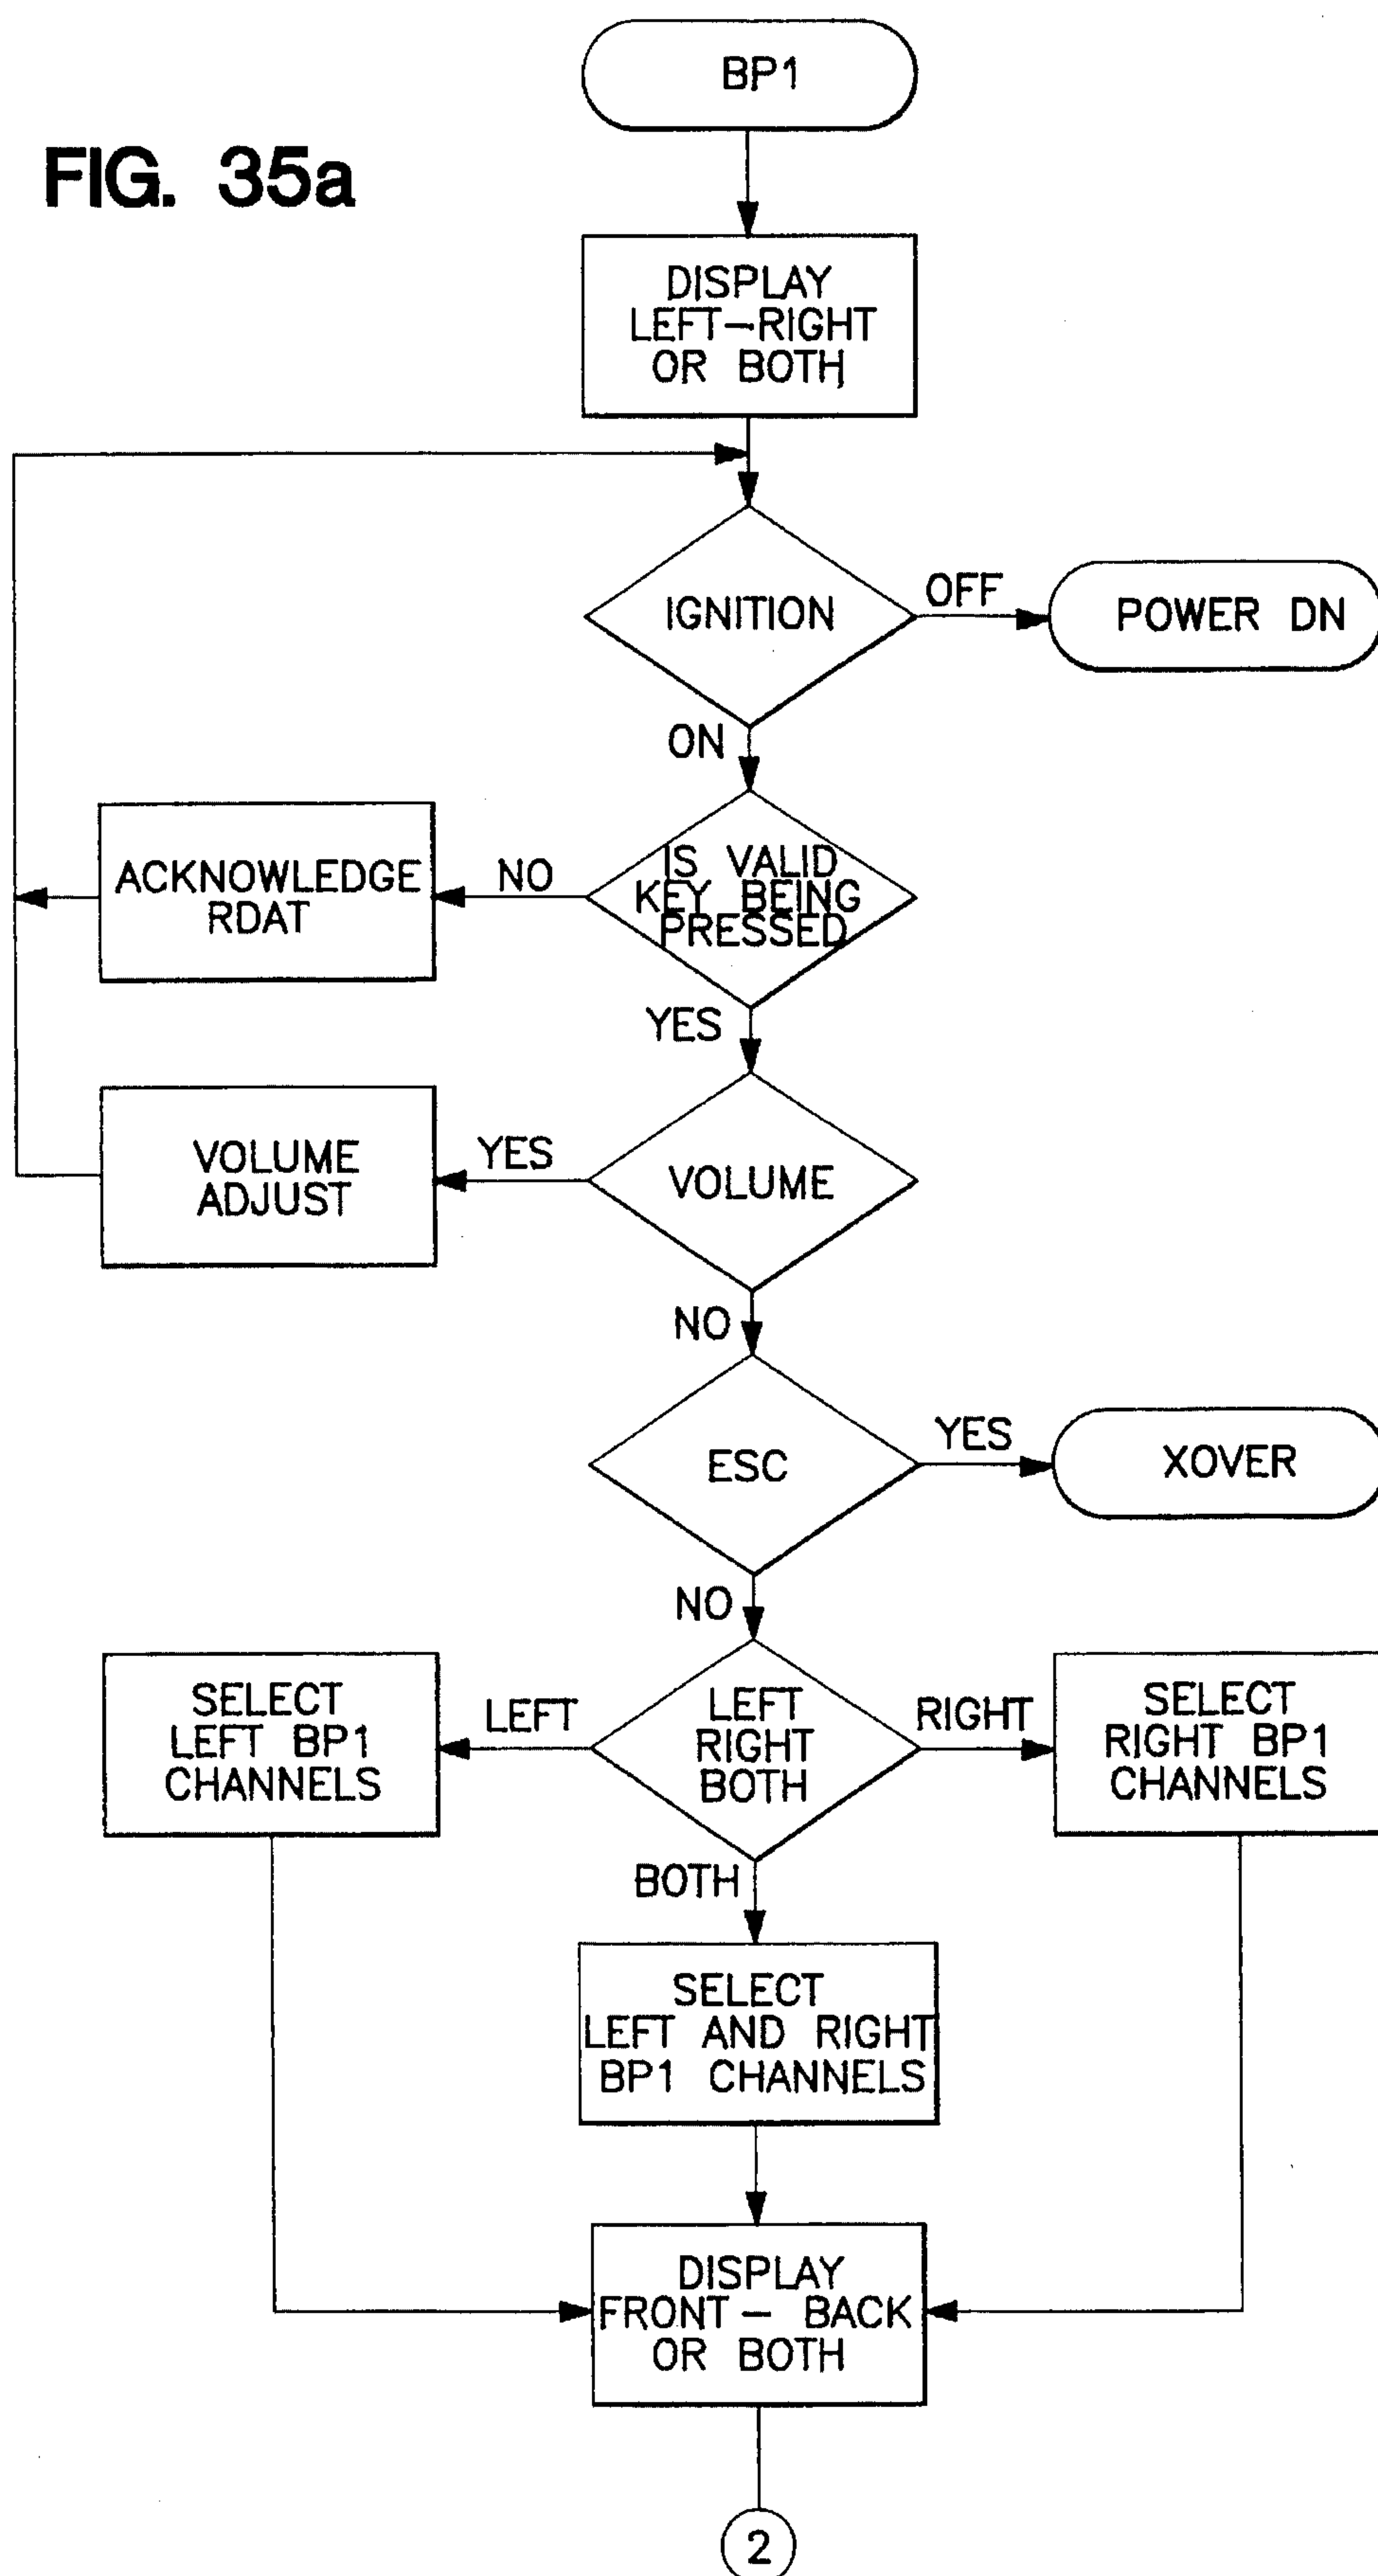 BP1
FIG. 35a
DISPLAY
LEFT-RIGHT
OR BOTH
IGNITION
OFF
POWER DN
ON
IS VALID
KEY BEING
PRESSED
NO
ACKNOWLEDGE
RDAT
YES
VOLUME
YES
VOLUME
ADJUST
NO
ESC
YES
XOVER
NO
LEFT
RIGHT
BOTH
LEFT
SELECT
LEFT BP1
CHANNELS
RIGHT
SELECT
RIGHT BP1
CHANNELS
BOTH
SELECT
LEFT AND RIGHT
BP1 CHANNELS
DISPLAY
FRONT- BACK
OR BOTH
2